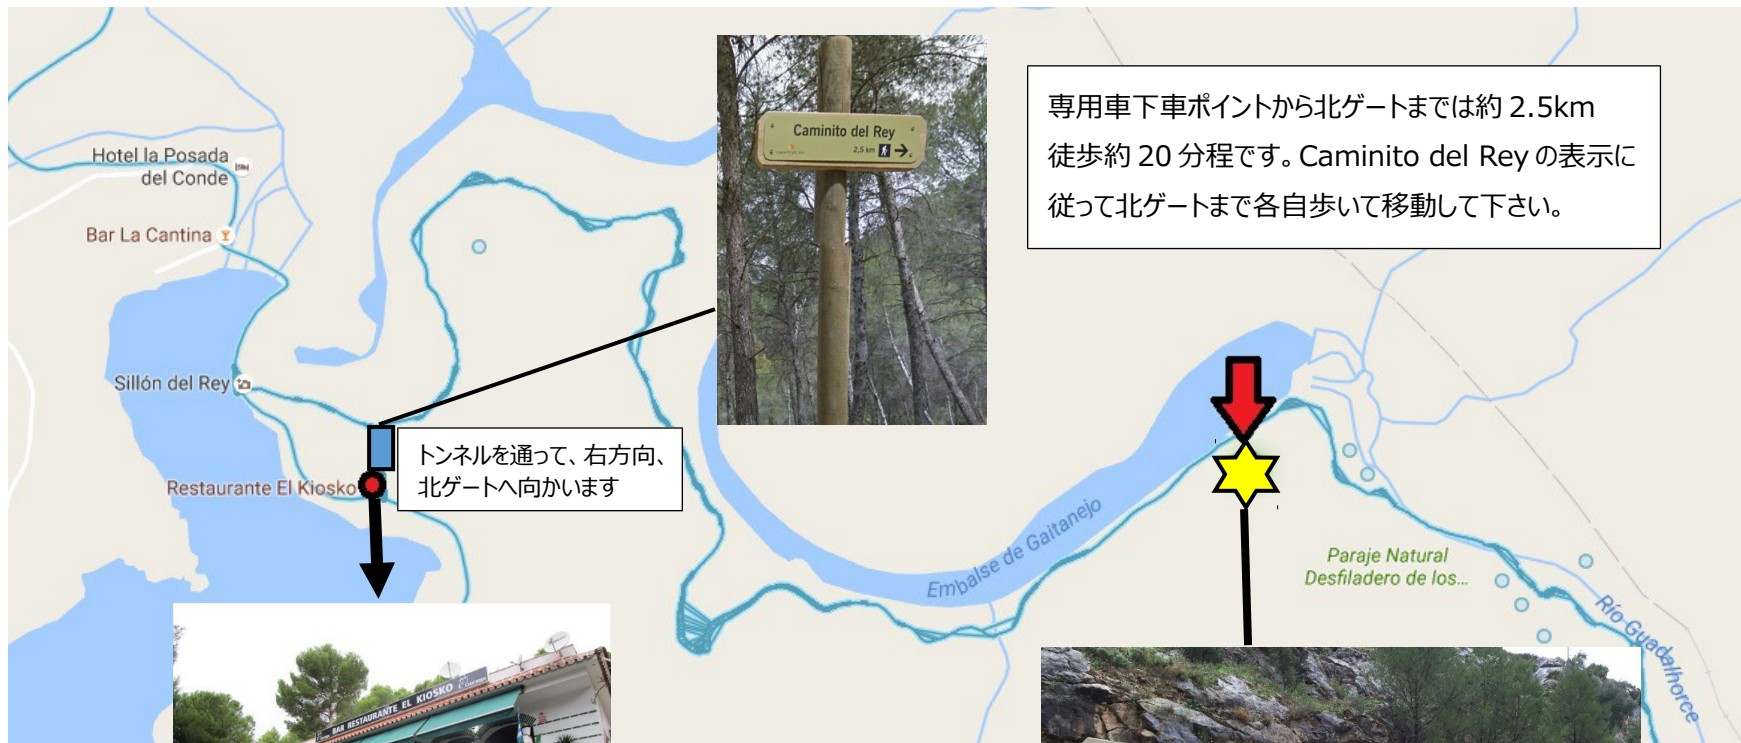 専用車下車ポイントから北ゲートまでは約 2.5km
徒歩約 20 分程です。Caminito del Rey の表示に
従って北ゲートまで各自歩いて移動して下さい。
Caminito del Rey
2,5 km
Hotel la Posada
del Conde
Bar La Cantina
Sillón del Rey
トンネルを通って、右方向、
北ゲートへ向かいます
Restaurante El Kiosko
Embalse de Gaitanejo
Paraje Natural
Desfiladero de los...
Río Guadalhorce
BAR RESTAURANTE EL KIOSKO